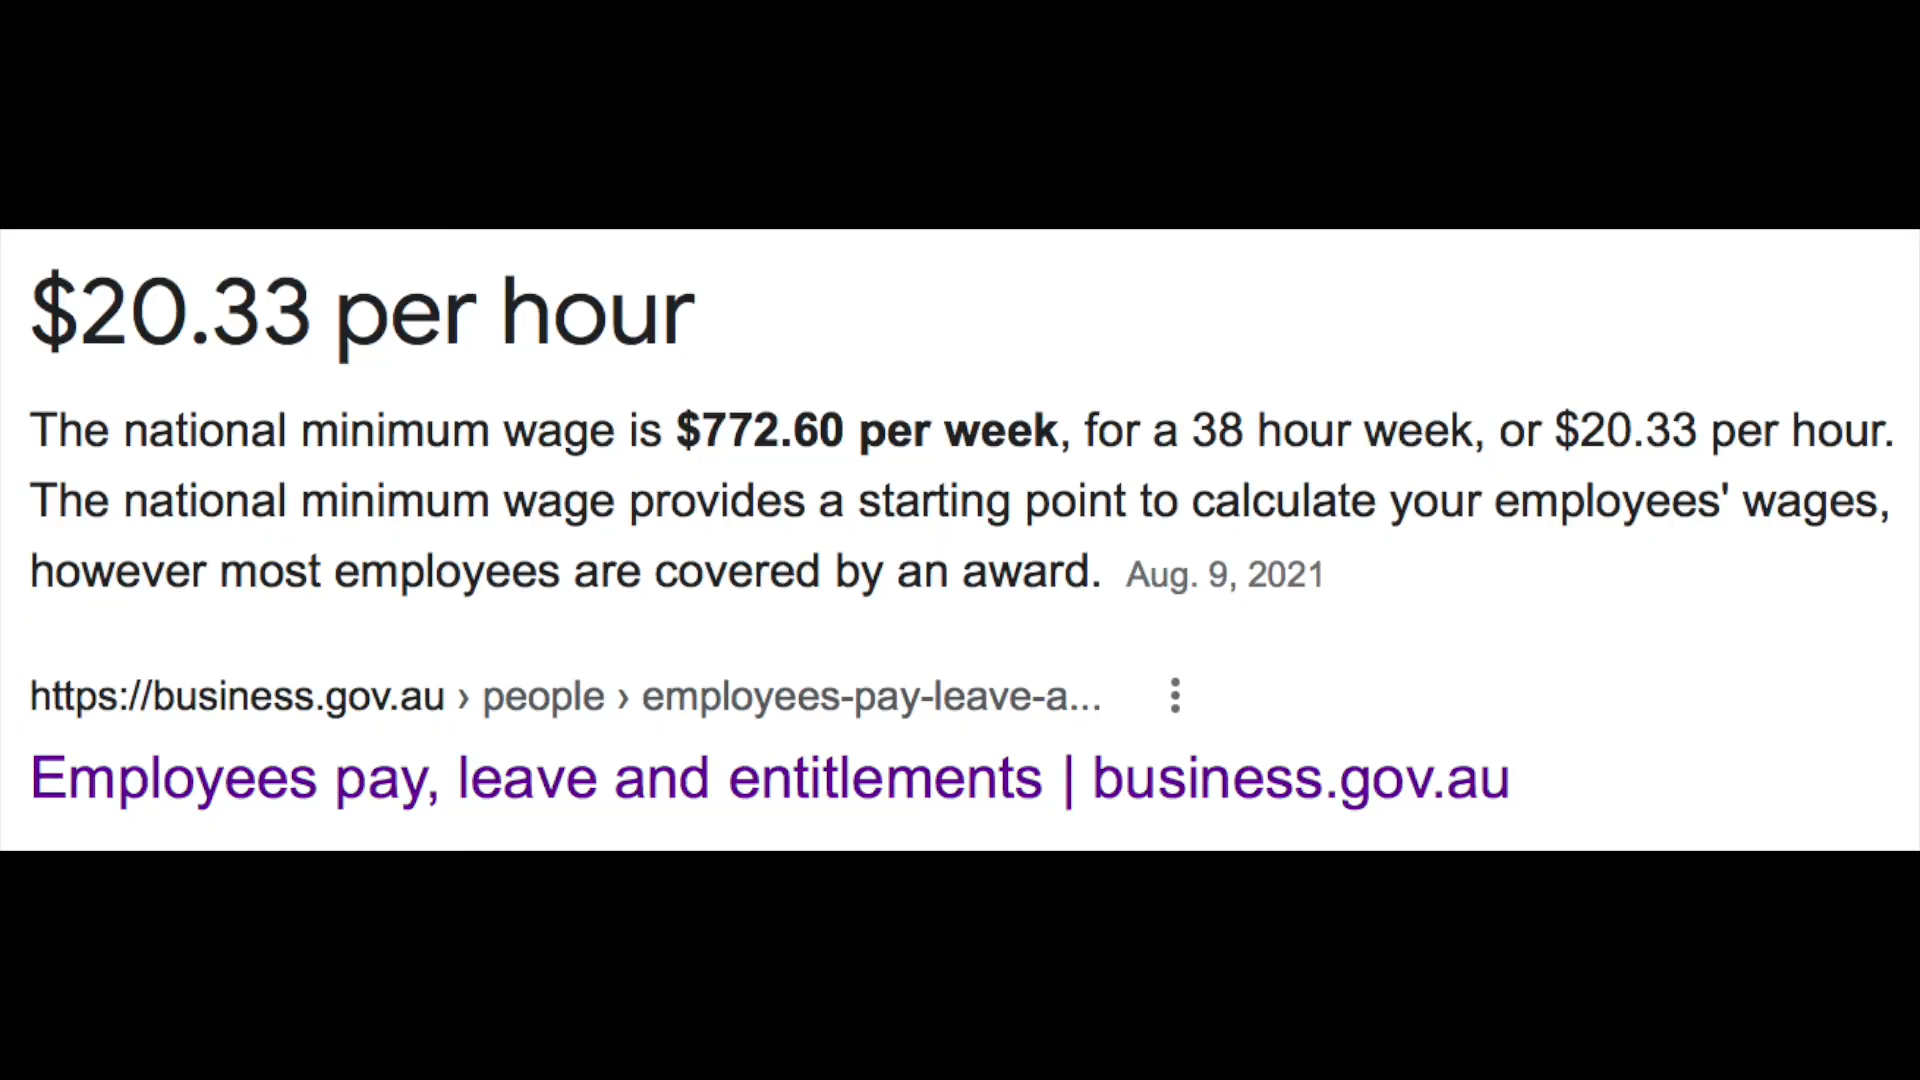 $20.33 per hour
The national minimum wage is $772.60 per week, for a 38 hour week, or $20.33 per hour.
The national minimum wage provides a starting point to calculate your employees' wages,
however most employees are covered by an award. Aug. 9, 2021
https://business.gov.au › people › employees-pay-leave-a...
Employees pay, leave and entitlements | business.gov.au